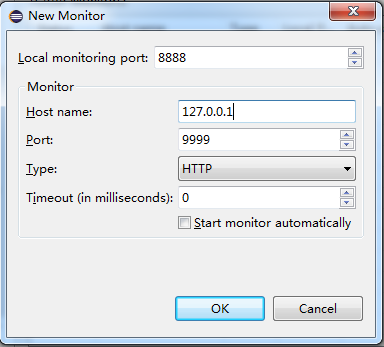 New Monitor
Local monitoring port: 8888
Monitor
Host name: 127.0.0.1
Port: 9999
Type: HTTP
Timeout (in milliseconds): 0
Start monitor automatically
OK Cancel